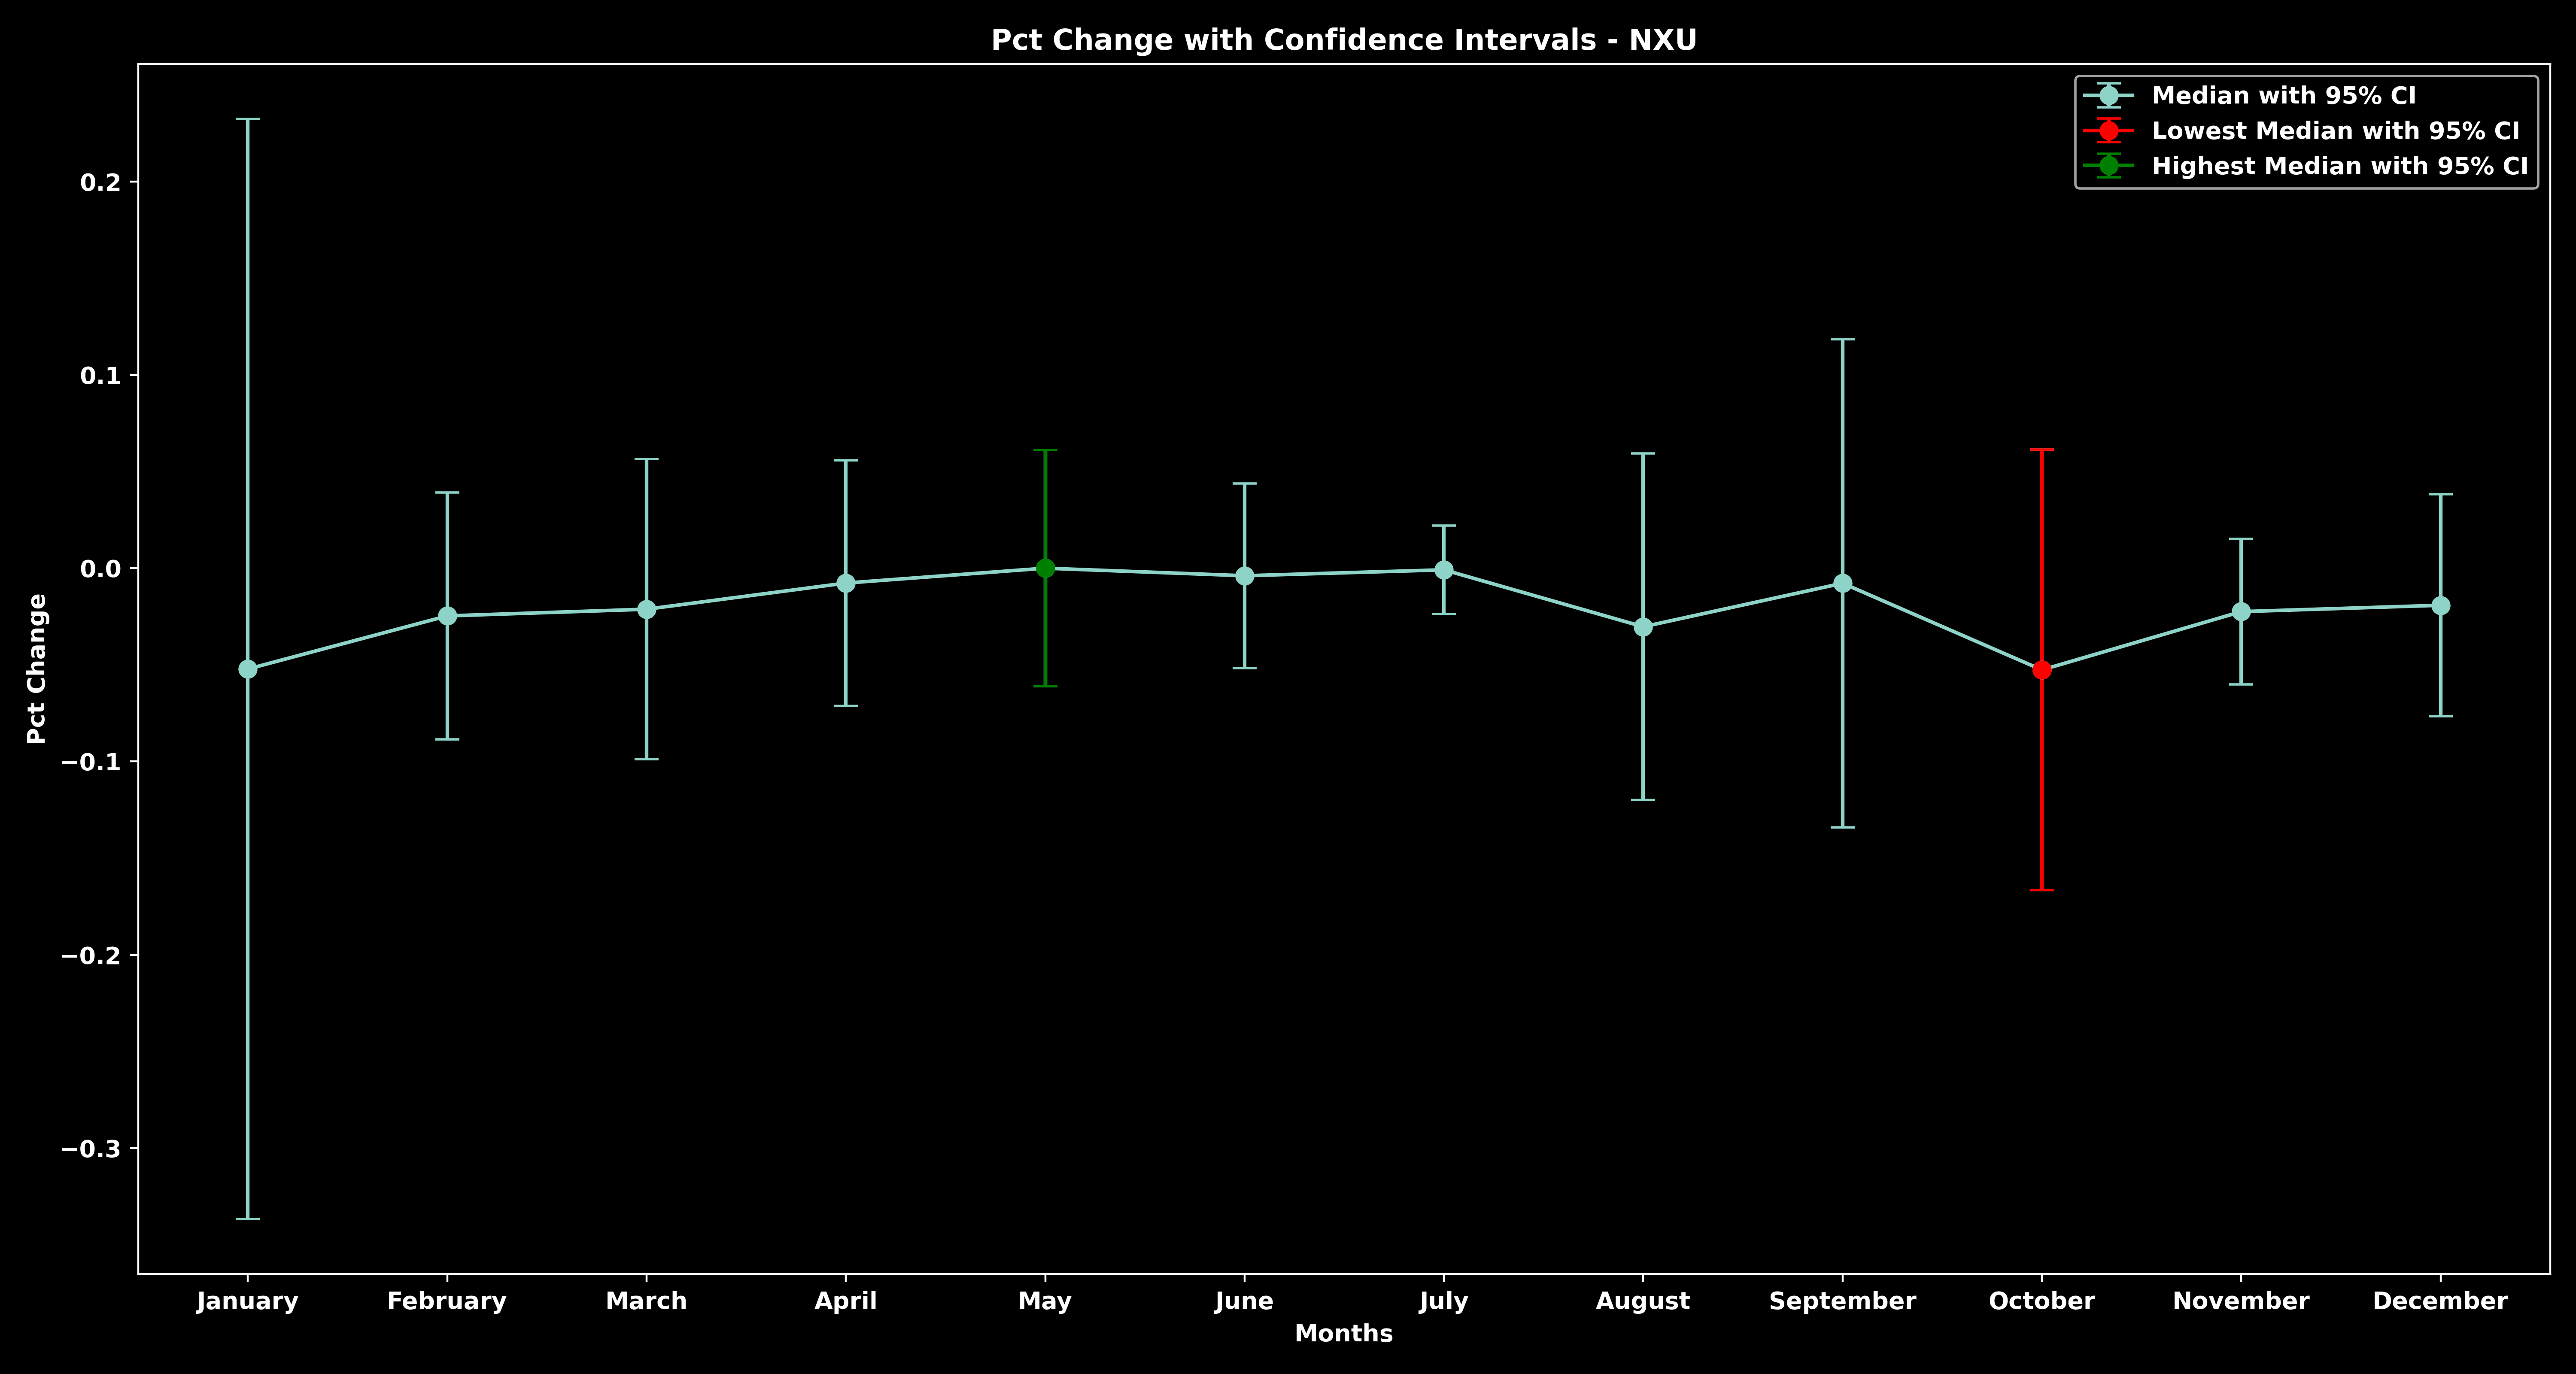 Pct Change with Confidence Intervals - NXU
Median with 95% CI
Lowest Median with 95% CI
Highest Median with 95% CI
Pct Change
0.2
0.1
0.0
−0.1
−0.2
−0.3
January February March April May June July August September October November December
Months